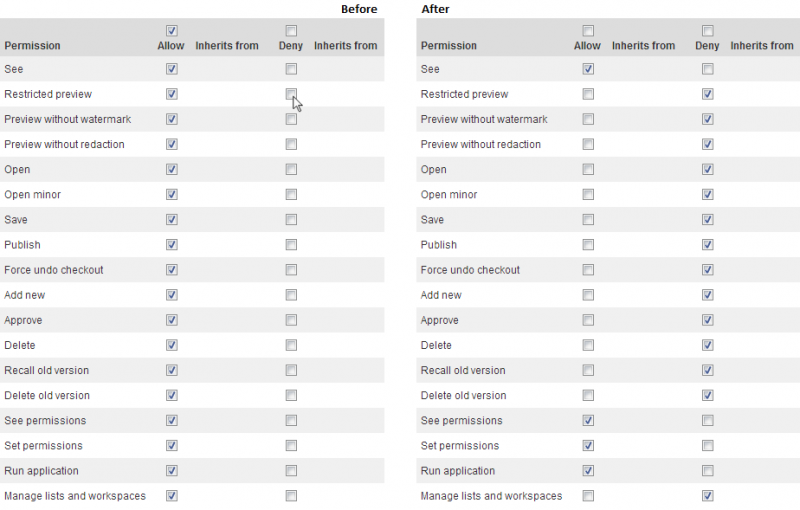 Before
Permission Allow Inherits from Deny Inherits from
See
Restricted preview
Preview without watermark
Preview without redaction
Open
Open minor
Save
Publish
Force undo checkout
Add new
Approve
Delete
Recall old version
Delete old version
See permissions
Set permissions
Run application
Manage lists and workspaces
After
Permission Allow Inherits from Deny Inherits from
See
Restricted preview
Preview without watermark
Preview without redaction
Open
Open minor
Save
Publish
Force undo checkout
Add new
Approve
Delete
Recall old version
Delete old version
See permissions
Set permissions
Run application
Manage lists and workspaces